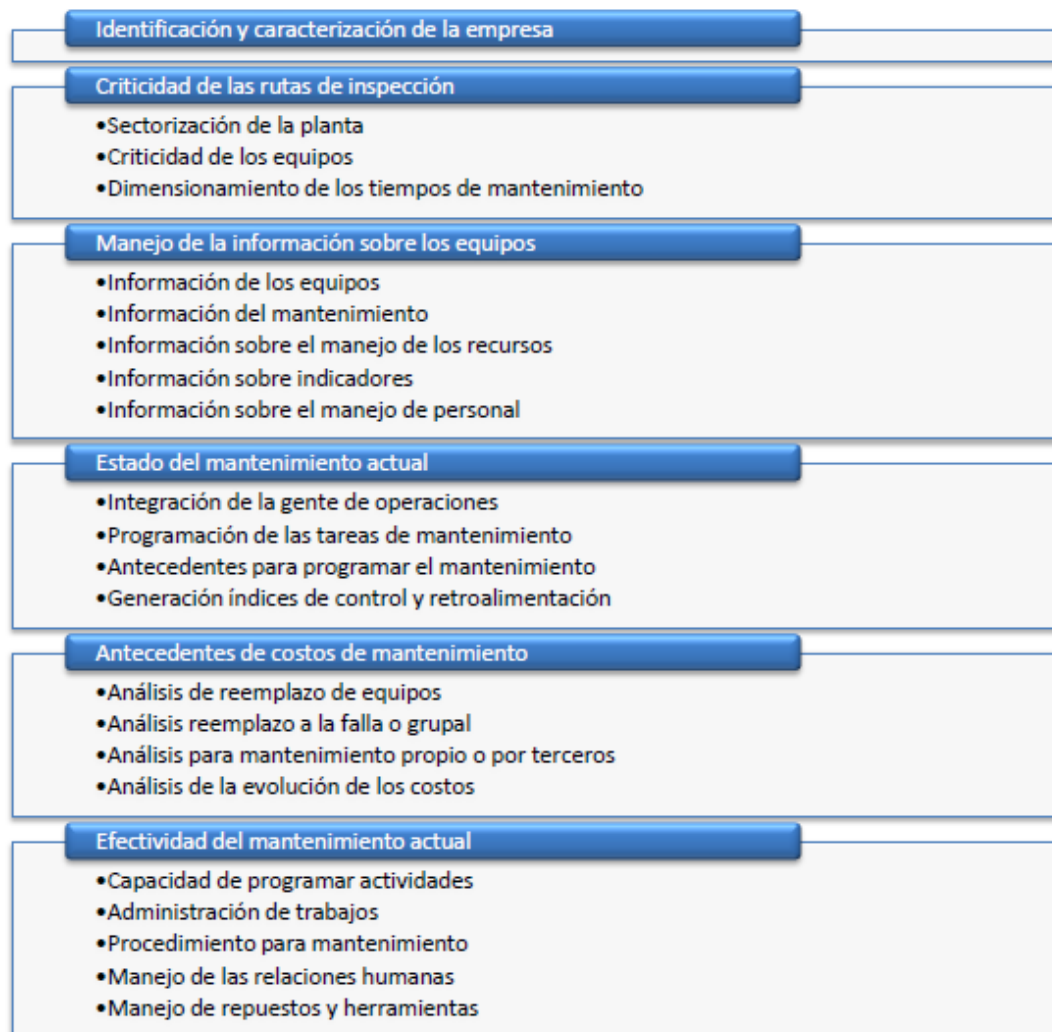 Identificación y caracterización de la empresa
Criticidad de las rutas de inspección
•Sectorización de la planta
•Criticidad de los equipos
•Dimensionamiento de los tiempos de mantenimiento
Manejo de la información sobre los equipos
•Información de los equipos
•Información del mantenimiento
•Información sobre el manejo de los recursos
•Información sobre indicadores
•Información sobre el manejo de personal
Estado del mantenimiento actual
•Integración de la gente de operaciones
•Programación de las tareas de mantenimiento
•Antecedentes para programar el mantenimiento
•Generación índices de control y retroalimentación
Antecedentes de costos de mantenimiento
•Análisis de reemplazo de equipos
•Análisis reemplazo a la falla o grupal
•Análisis para mantenimiento propio o por terceros
•Análisis de la evolución de los costos
Efectividad del mantenimiento actual
•Capacidad de programar actividades
•Administración de trabajos
•Procedimiento para mantenimiento
•Manejo de las relaciones humanas
•Manejo de repuestos y herramientas